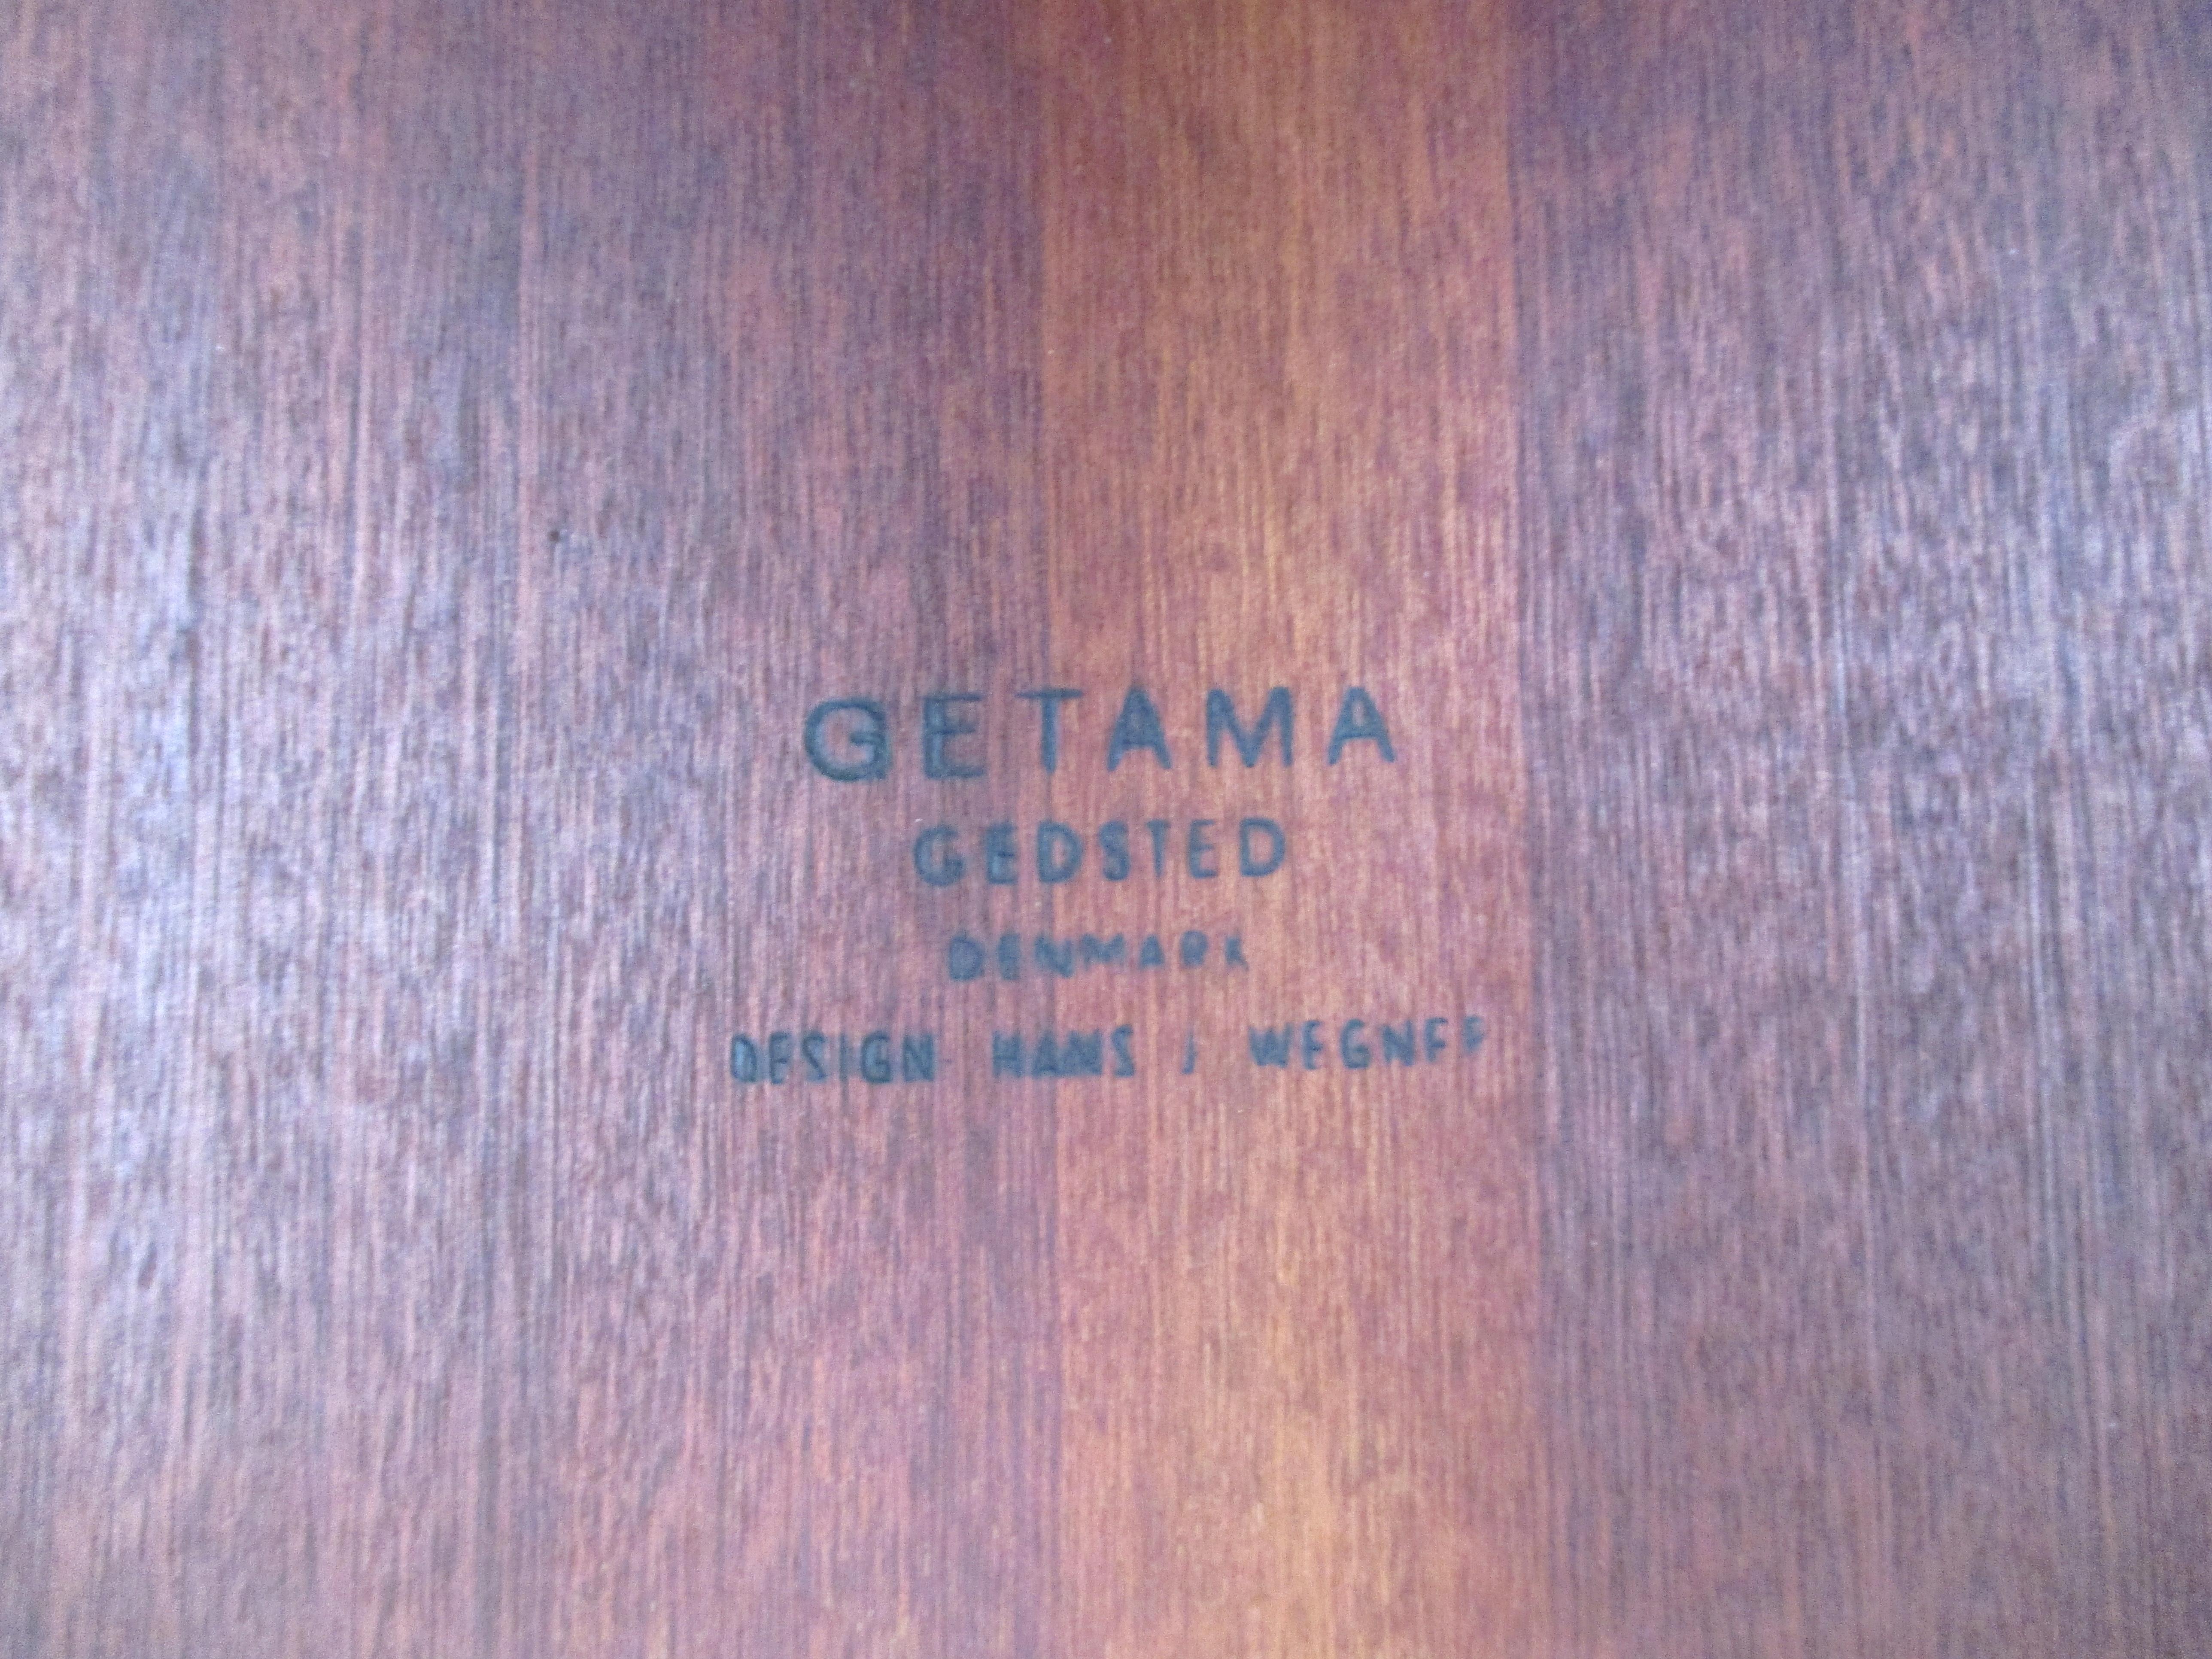 GETAMA
GEDSTED
DENMARK
DESIGN HANS J WEGNER